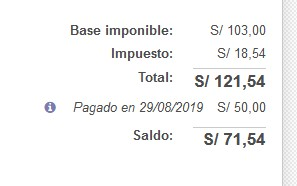 Base imponible: S/ 103,00
Impuesto: S/ 18,54
Total: S/ 121,54
Pagado en 29/08/2019 S/ 50,00
Saldo: S/ 71,54